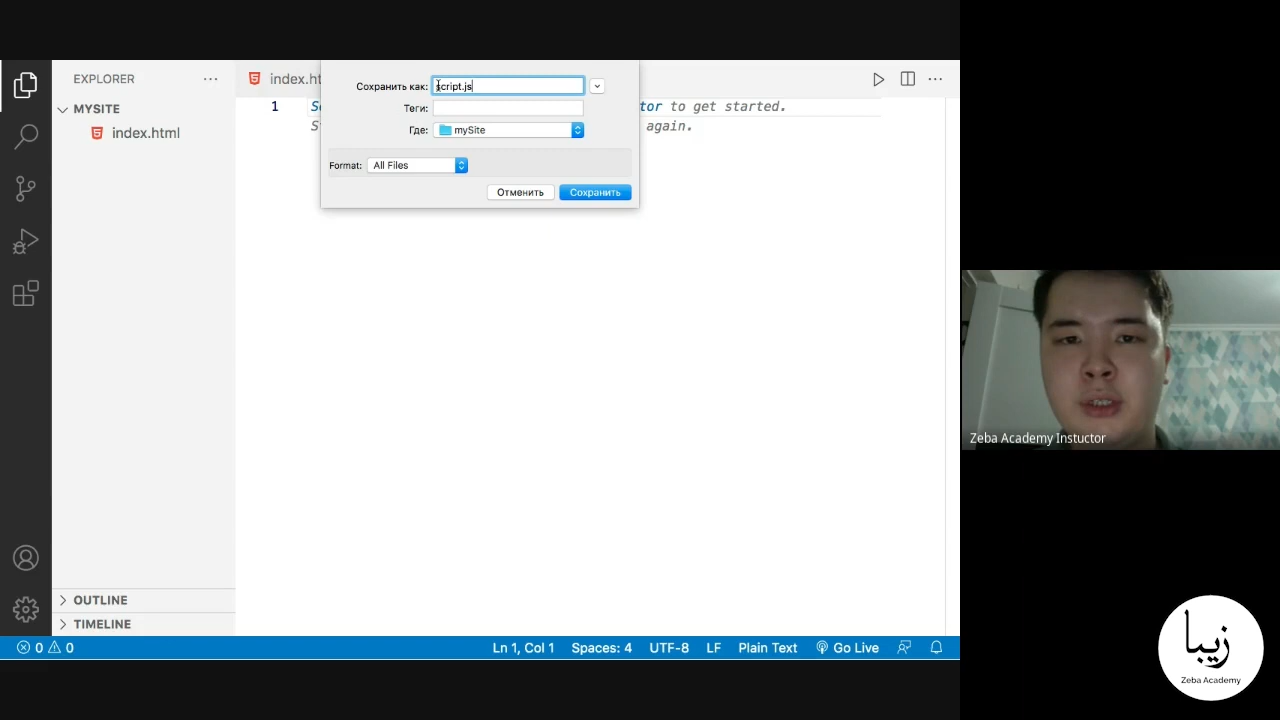 EXPLORER
MYSITE
index.html
index.ht
Сохранить как: script.js
Теги:
Где: mySite
Format: All Files
Отменить Сохранить
1 tor to get started.
again.
OUTLINE
TIMELINE
0 0 Ln 1, Col 1 Spaces: 4 UTF-8 LF Plain Text Go Live
Zeba Academy Instuctor
زیبا
Zeba Academy